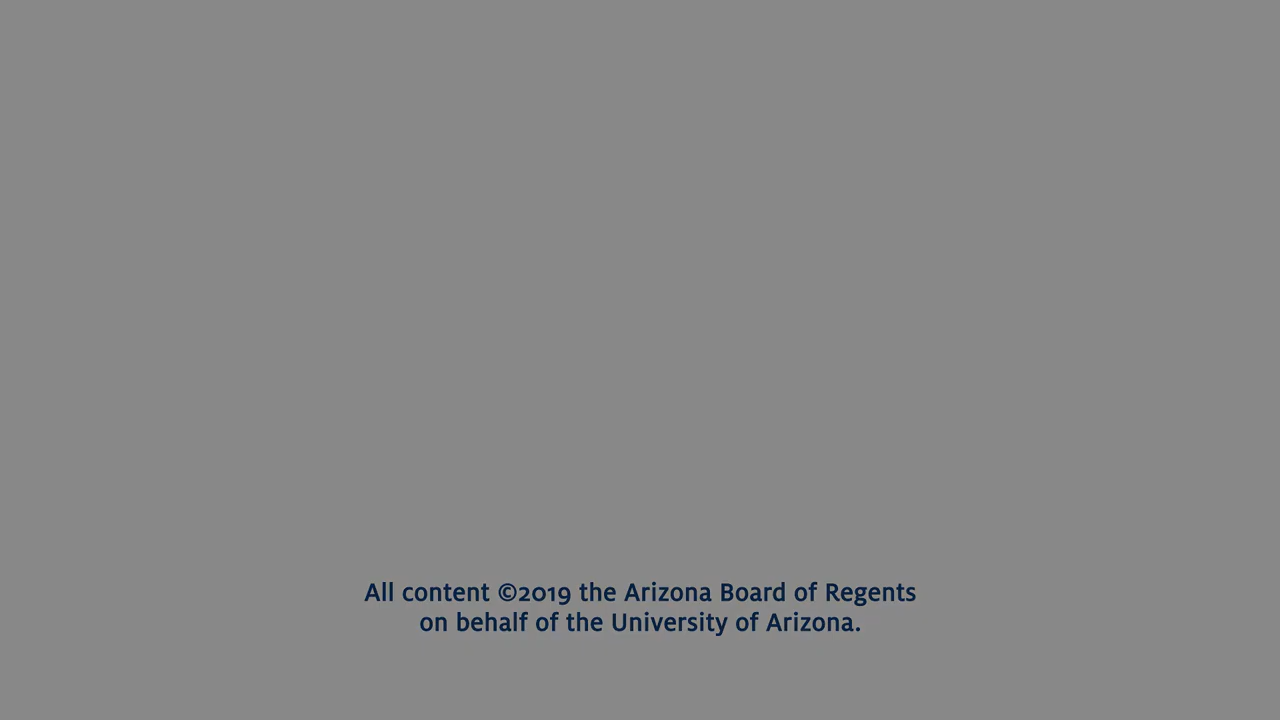 All content ©2019 the Arizona Board of Regents
on behalf of the University of Arizona.